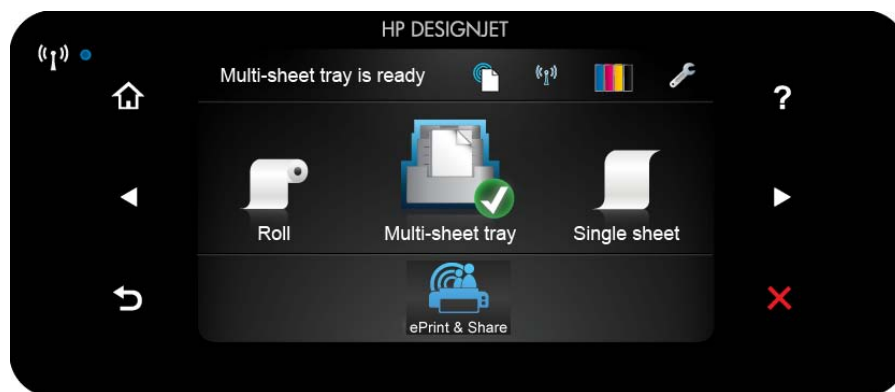 HP DESIGNJET
Multi-sheet tray is ready
?
Roll
Multi-sheet tray
Single sheet
ePrint & Share